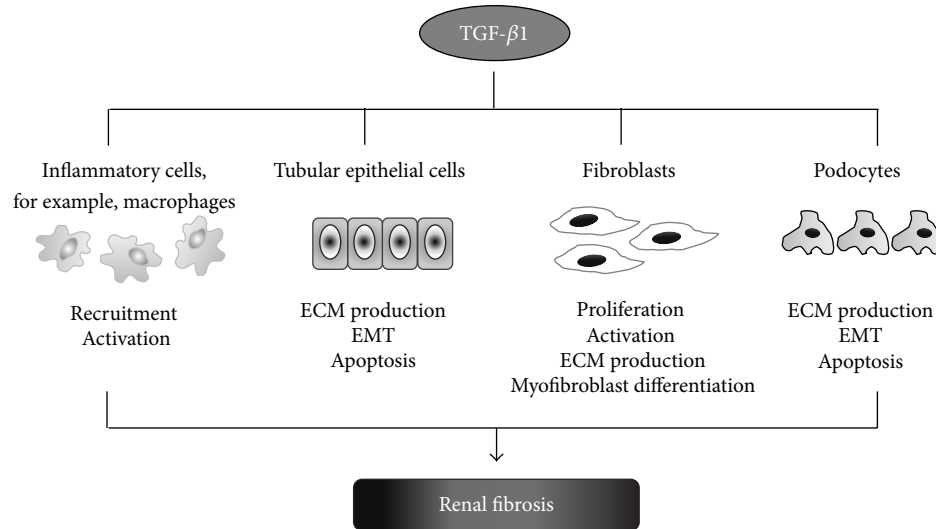 TGF-β1
Inflammatory cells,
for example, macrophages
Recruitment
Activation
Tubular epithelial cells
ECM production
EMT
Apoptosis
Fibroblasts
Proliferation
Activation
ECM production
Myofibroblast differentiation
Podocytes
ECM production
EMT
Apoptosis
Renal fibrosis